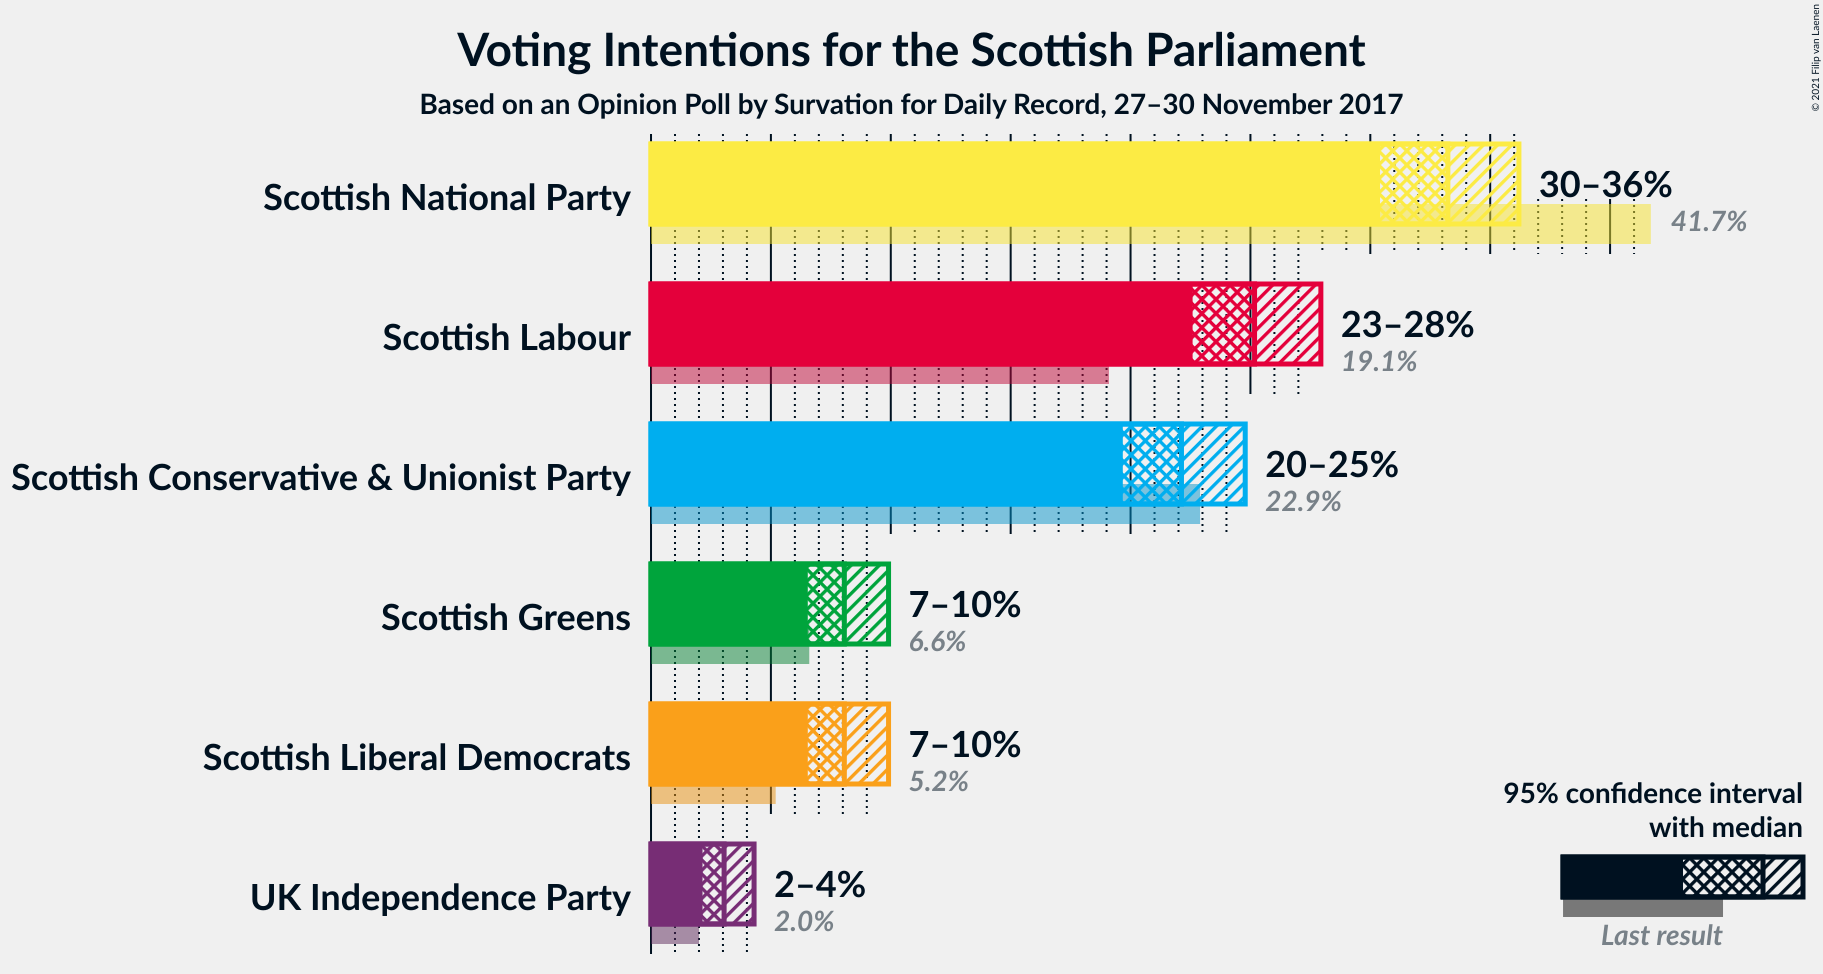 Voting Intentions for the Scottish Parliament
Based on an Opinion Poll by Survation for Daily Record, 27–30 November 2017
© 2021 Filip van Laenen
Scottish National Party
30–36%
41.7%
Scottish Labour
23–28%
19.1%
Scottish Conservative & Unionist Party
20–25%
22.9%
Scottish Greens
7–10%
6.6%
Scottish Liberal Democrats
7–10%
5.2%
UK Independence Party
2–4%
2.0%
95% confidence interval
with median
Last result